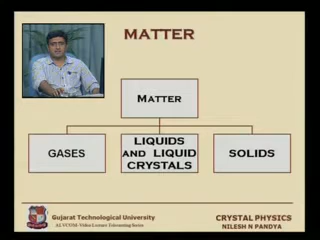 MATTER
MATTER
GASES
LIQUIDS
AND LIQUID
CRYSTALS
SOLIDS
Gujarat Technological University
CRYSTAL PHYSICS
NILESH N PANDYA